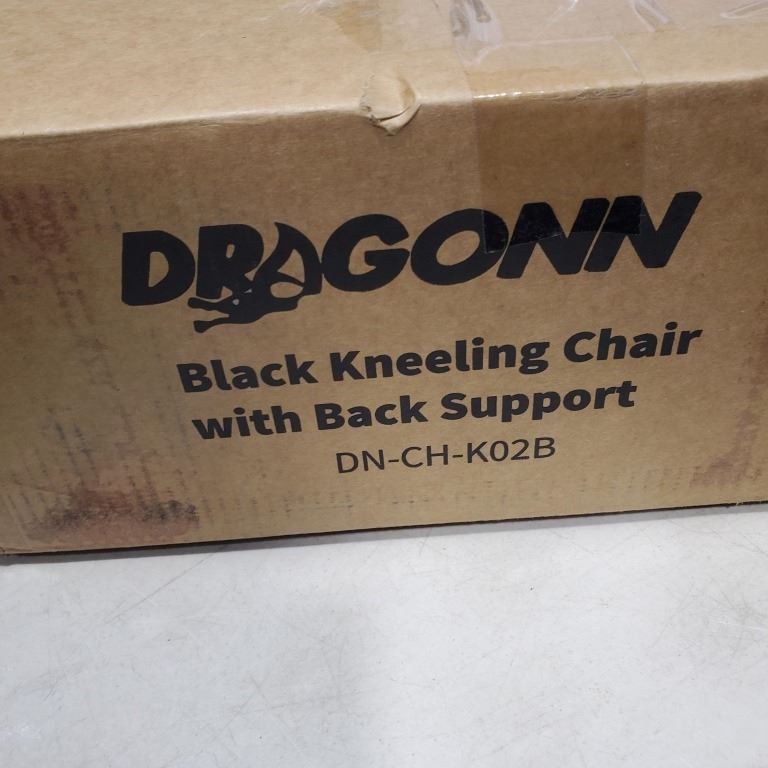 DRAGONN
Black Kneeling Chair
with Back Support
DN-CH-K02B